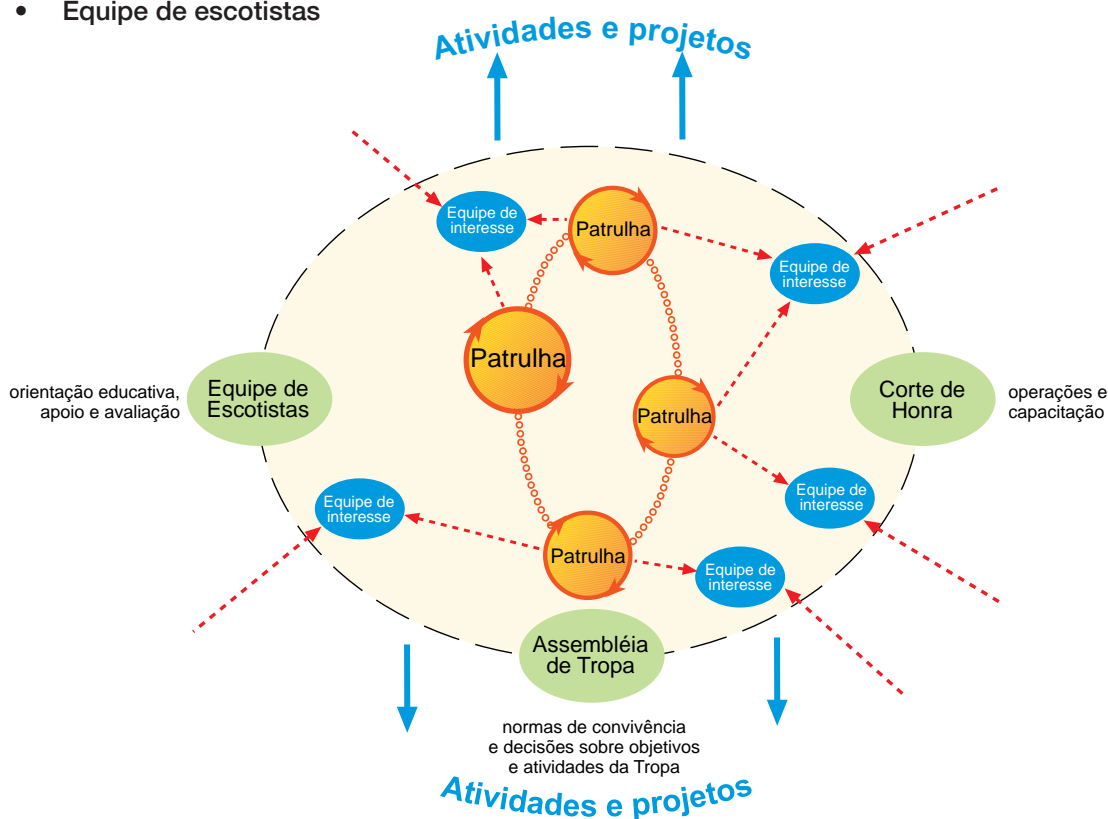 • Equipe de escotistas
Atividades e projetos
Equipe de
interesse
Patrulha
Equipe de
interesse
Patrulha
orientação educativa,
apoio e avaliação
Equipe de
Escotistas
Patrulha
Corte de
Honra
operações e
capacitação
Equipe de
interesse
Equipe de
interesse
Patrulha
Equipe de
interesse
Assembléia
de Tropa
normas de convivência
e decisões sobre objetivos
e atividades da Tropa
Atividades e projetos